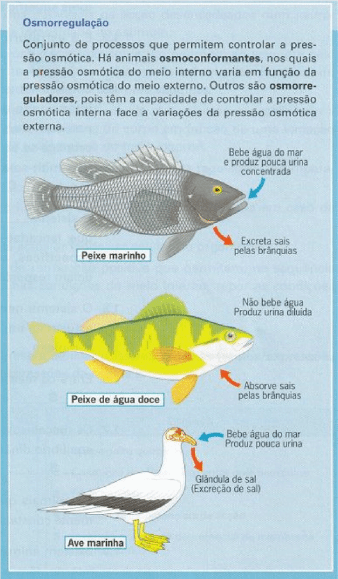 Osmorregulação
Conjunto de processos que permitem controlar a pres-
são osmótica. Há animais osmoconformantes, nos quais
a pressão osmótica do meio interno varia em função da
pressão osmótica do meio externo. Outros são osmorre-
guladores, pois têm a capacidade de controlar a pressão
osmótica interna face a variações da pressão osmótica
externa.
Bebe água do mar
e produz pouca urina
concentrada
Excreta sais
pelas brânquias
Peixe marinho
Não bebe água
Produz urina diluída
Absorve sais
pelas brânquias
Peixe de água doce
Bebe água do mar
Produz pouca urina
Glândula de sal
(Excreção de sal)
Ave marinha